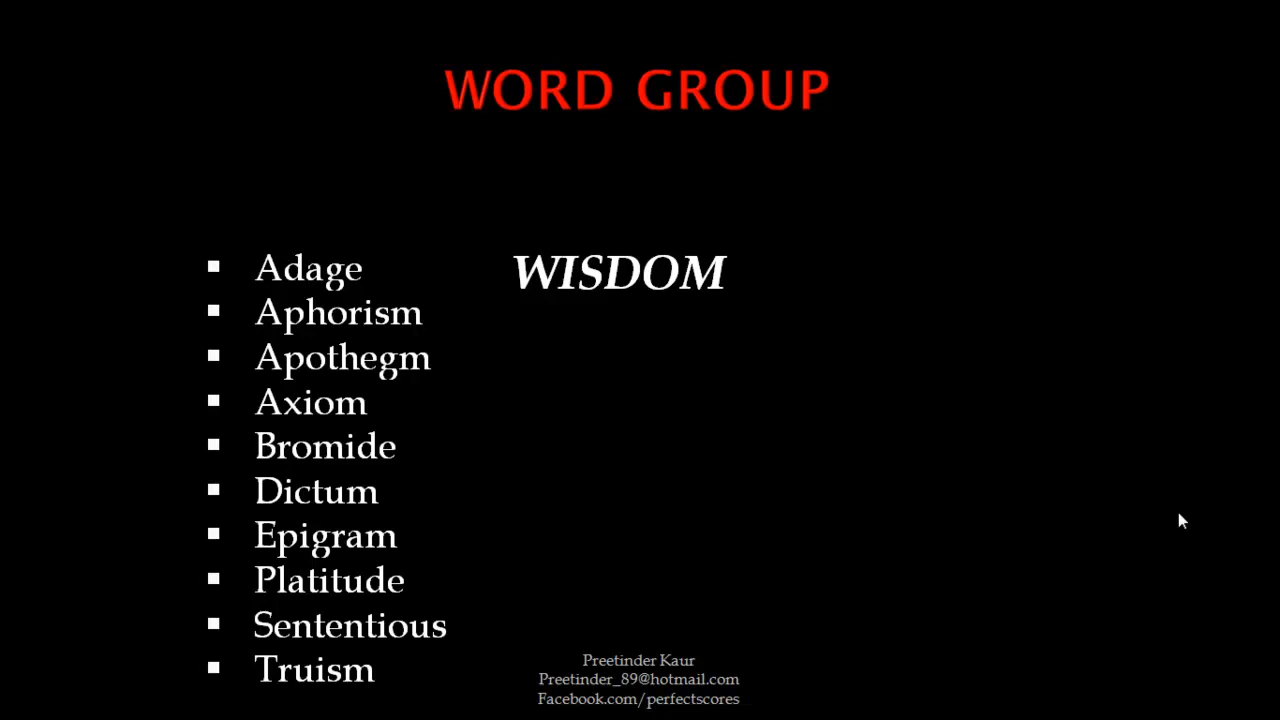 WORD GROUP
Adage
WISDOM
Aphorism
Apothegm
Axiom
Bromide
Dictum
Epigram
Platitude
Sententious
Truism
Preetinder Kaur
Preetinder_89@hotmail.com
Facebook.com/perfectscores